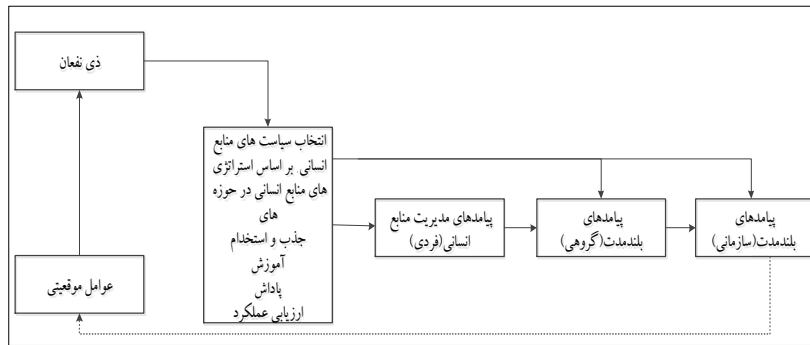 ذی نفعان
انتخاب سیاست های منابع
انسانی. بر اساس استراتژی
های منابع انسانی در حوزه
های
جذب و استخدام
آموزش
پاداش
ارزیابی عملکرد
پیامدهای مدیریت منابع
انسانی(فردی)
پیامدهای
بلندمدت(گروهی)
پیامدهای
بلندمدت(سازمانی)
عوامل موقعیتی